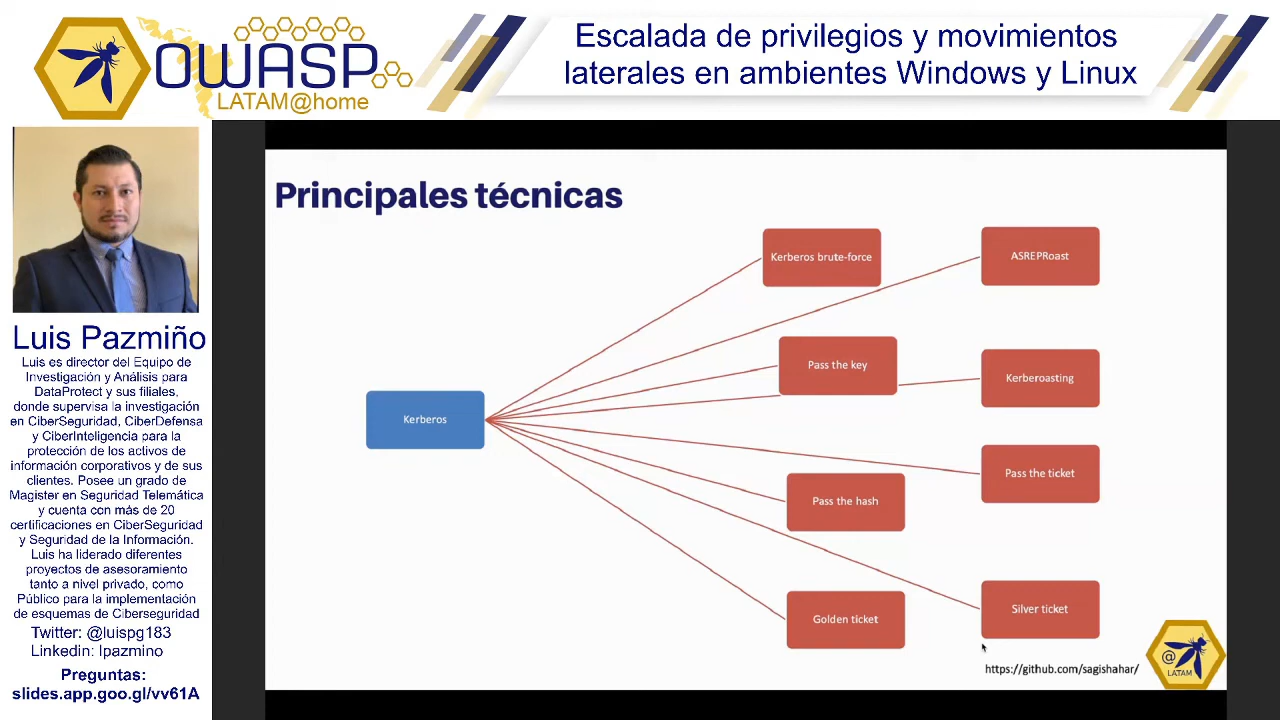 OWASP
LATAM@home
Escalada de privilegios y movimientos
laterales en ambientes Windows y Linux
Luis Pazmiño
Luis es director del Equipo de
Investigación y Análisis para
DataProtect y sus filiales,
donde supervisa la investigación
en CiberSeguridad, CiberDefensa
y CiberInteligencia para la
protección de los activos de
información corporativos y de sus
clientes. Posee un grado de
Magister en Seguridad Telemática
y cuenta con más de 20
certificaciones en CiberSeguridad
y Seguridad de la Información.
Luis ha liderado diferentes
proyectos de asesoramiento
tanto a nivel privado, como
Público para la implementación
de esquemas de Ciberseguridad
Twitter: @luispg183
Linkedin: lpazmino
Preguntas:
slides.app.goo.gl/vv61A
Principales técnicas
Kerberos
Kerberos brute-force
ASREPRoast
Pass the key
Kerberoasting
Pass the ticket
Pass the hash
Silver ticket
Golden ticket
https://github.com/sagishahar/
@
LATAM